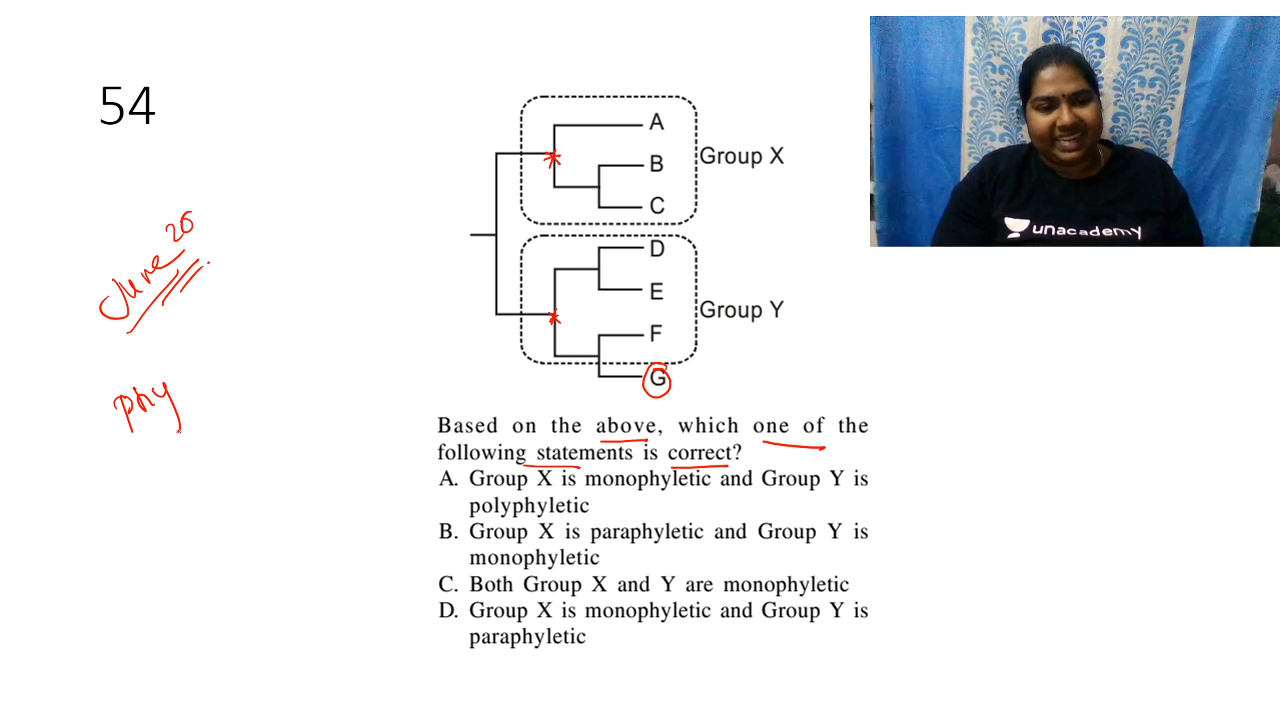 54
A
B
C
Group X
D
E
F
G
Group Y
June 26
Phy
unacademy
Based on the above, which one of the
following statements is correct?
A. Group X is monophyletic and Group Y is
polyphyletic
B. Group X is paraphyletic and Group Y is
monophyletic
C. Both Group X and Y are monophyletic
D. Group X is monophyletic and Group Y is
paraphyletic